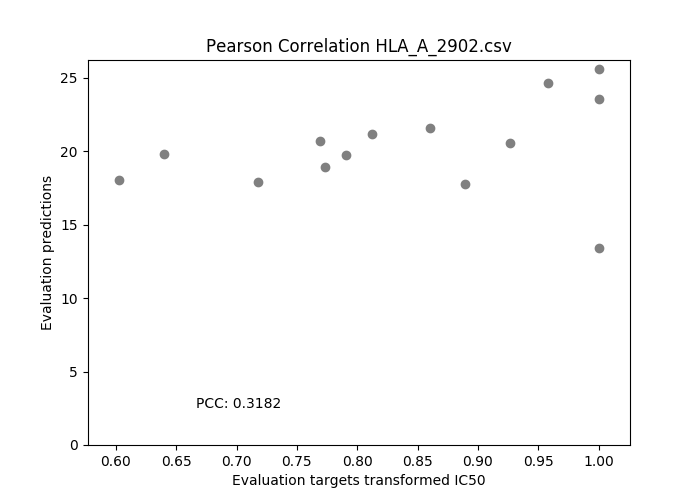 Pearson Correlation HLA_A_2902.csv
25
20
15
10
5
0
Evaluation predictions
PCC: 0.3182
0.60 0.65 0.70 0.75 0.80 0.85 0.90 0.95 1.00
Evaluation targets transformed IC50